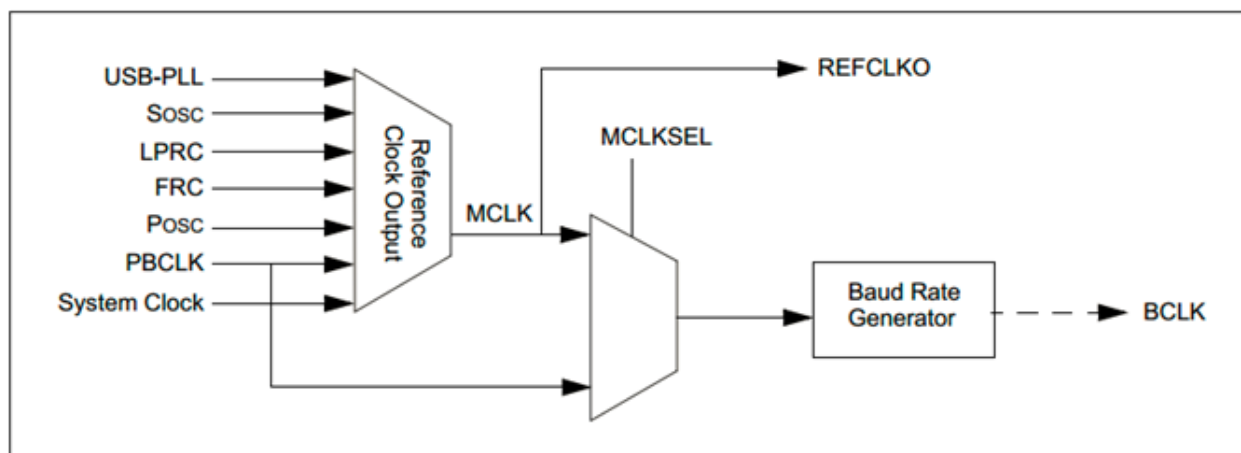 USB-PLL
SOSC
LPRC
FRC
POSC
PBCLK
System Clock
Reference
Clock Output
MCLK
REFCLKO
MCLKSEL
Baud Rate
Generator
BCLK